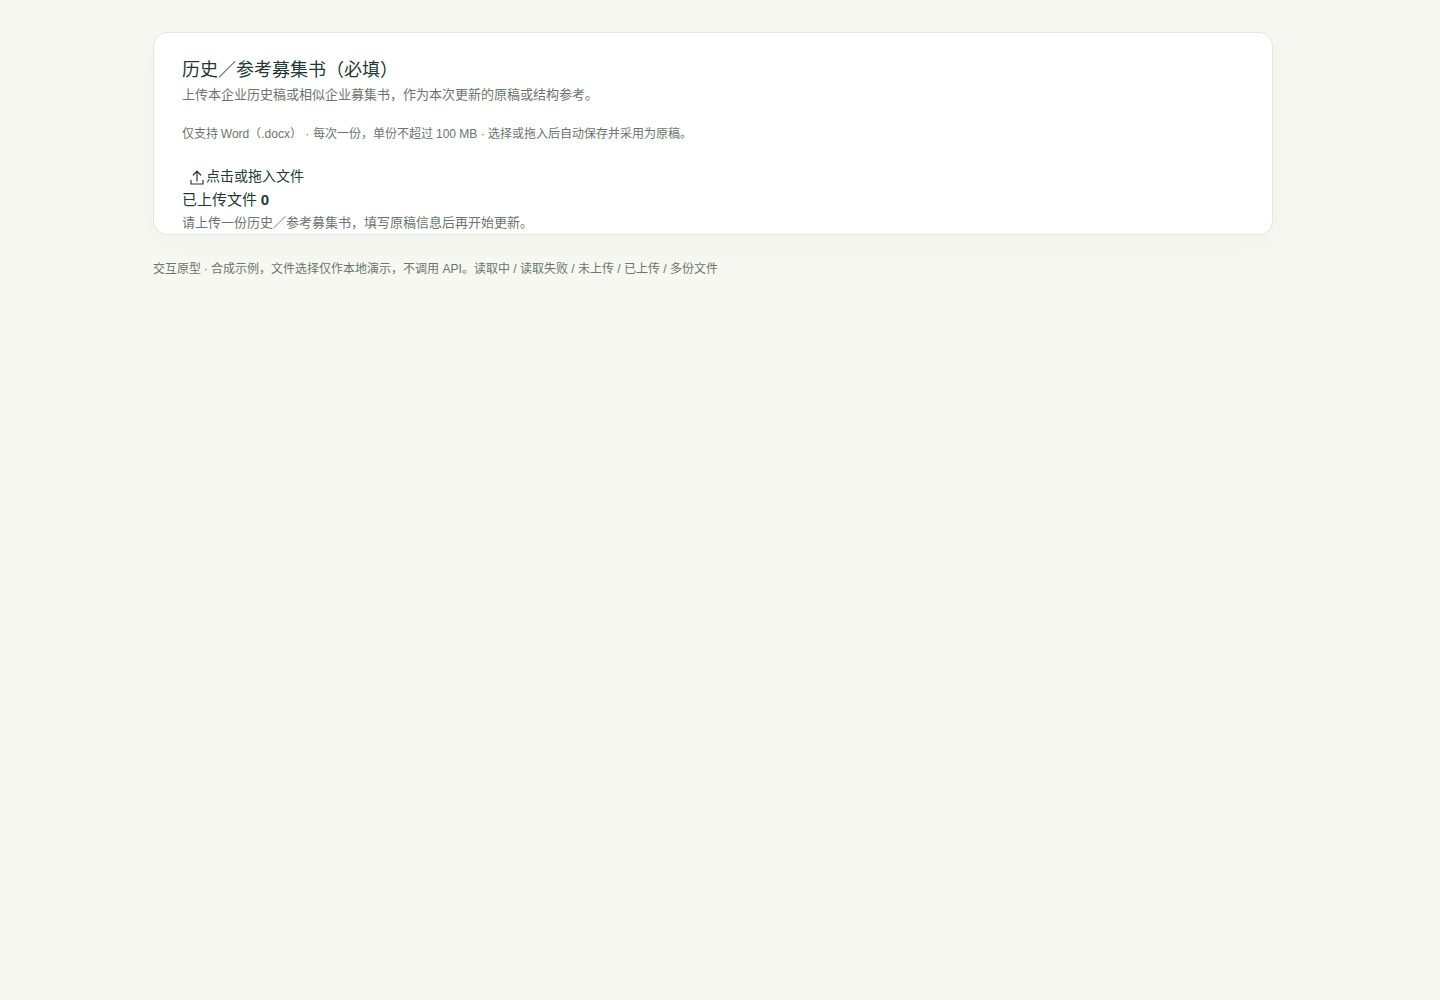 历史／参考募集书（必填）
上传本企业历史稿或相似企业募集书，作为本次更新的原稿或结构参考。
仅支持 Word（.docx） · 每次一份，单份不超过 100 MB · 选择或拖入后自动保存并采用为原稿。
点击或拖入文件
已上传文件 0
请上传一份历史／参考募集书，填写原稿信息后再开始更新。
交互原型 · 合成示例，文件选择仅作本地演示，不调用 API。读取中 / 读取失败 / 未上传 / 已上传 / 多份文件